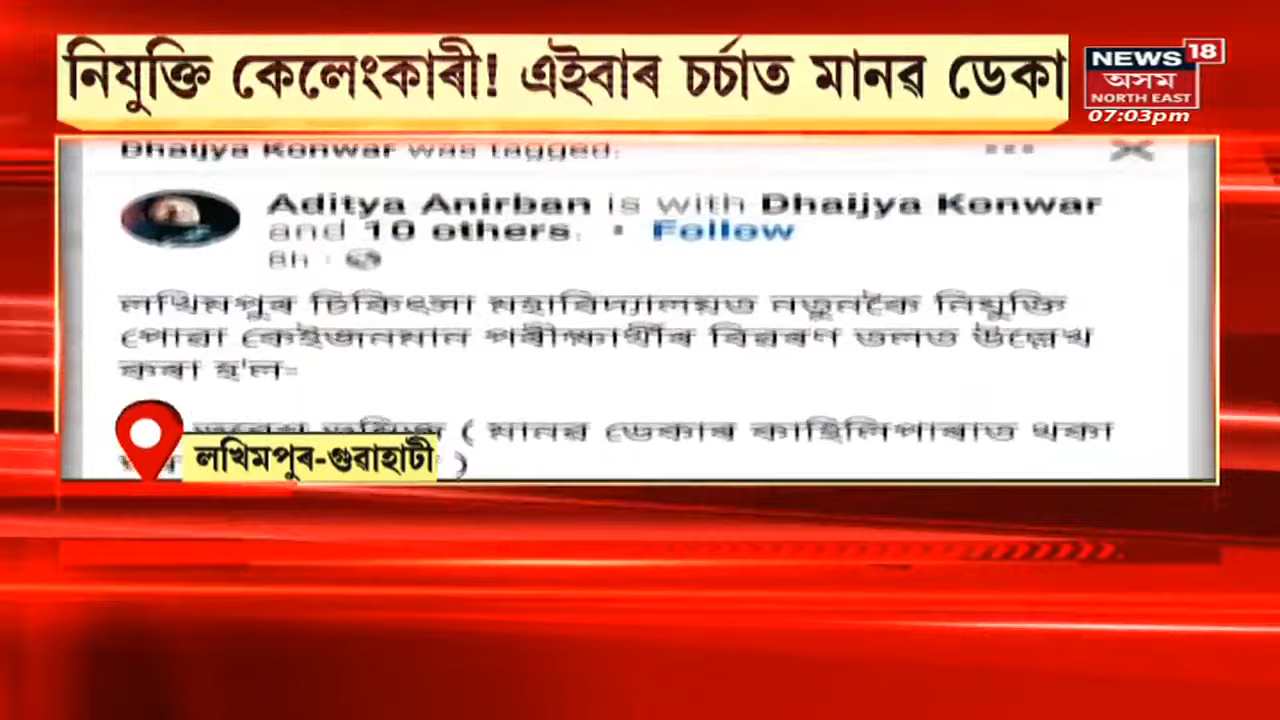 নিযুক্তি কেলেংকাৰী! এইবাৰ চৰ্চাত মানৱ ডেকা
NEWS 18
অসম
NORTH EAST
07:03pm
Dhaijya Konwar was tagged.
Aditya Anirban is with Dhaijya Konwar
and 10 others. • Follow
8h
লখিমপুৰ চিকিৎসা মহাবিদ্যালয়ত নতুনকৈ নিযুক্তি
পোৱা কেইজনমান পৰীক্ষাৰ্থীৰ বিৱৰণ তলত উল্লেখ
কৰা হ'ল-
( মানৱ ডেকাৰ কাহিলিপাৰাত থকা
)
লখিমপুৰ-গুৱাহাটী